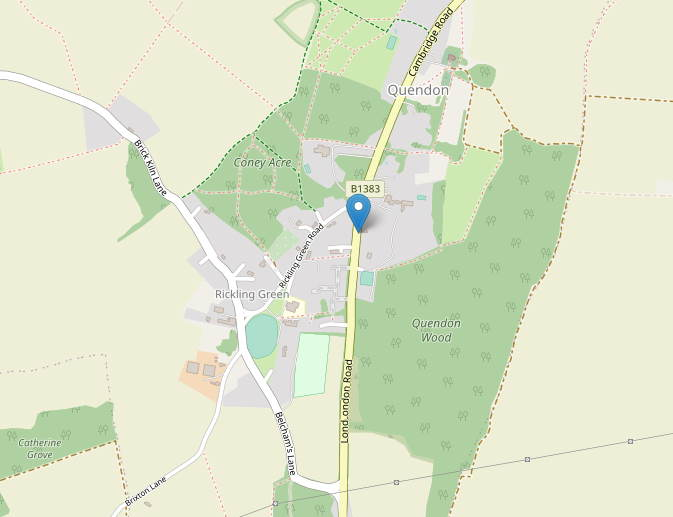 Cambridge Road
Quendon
Brick Kiln Lane
Coney Acre
B1383
Rickling Green Road
Rickling Green
Quendon
Wood
LondLondon Road
Belcham's Lane
Catherine
Grove
Brixton Lane